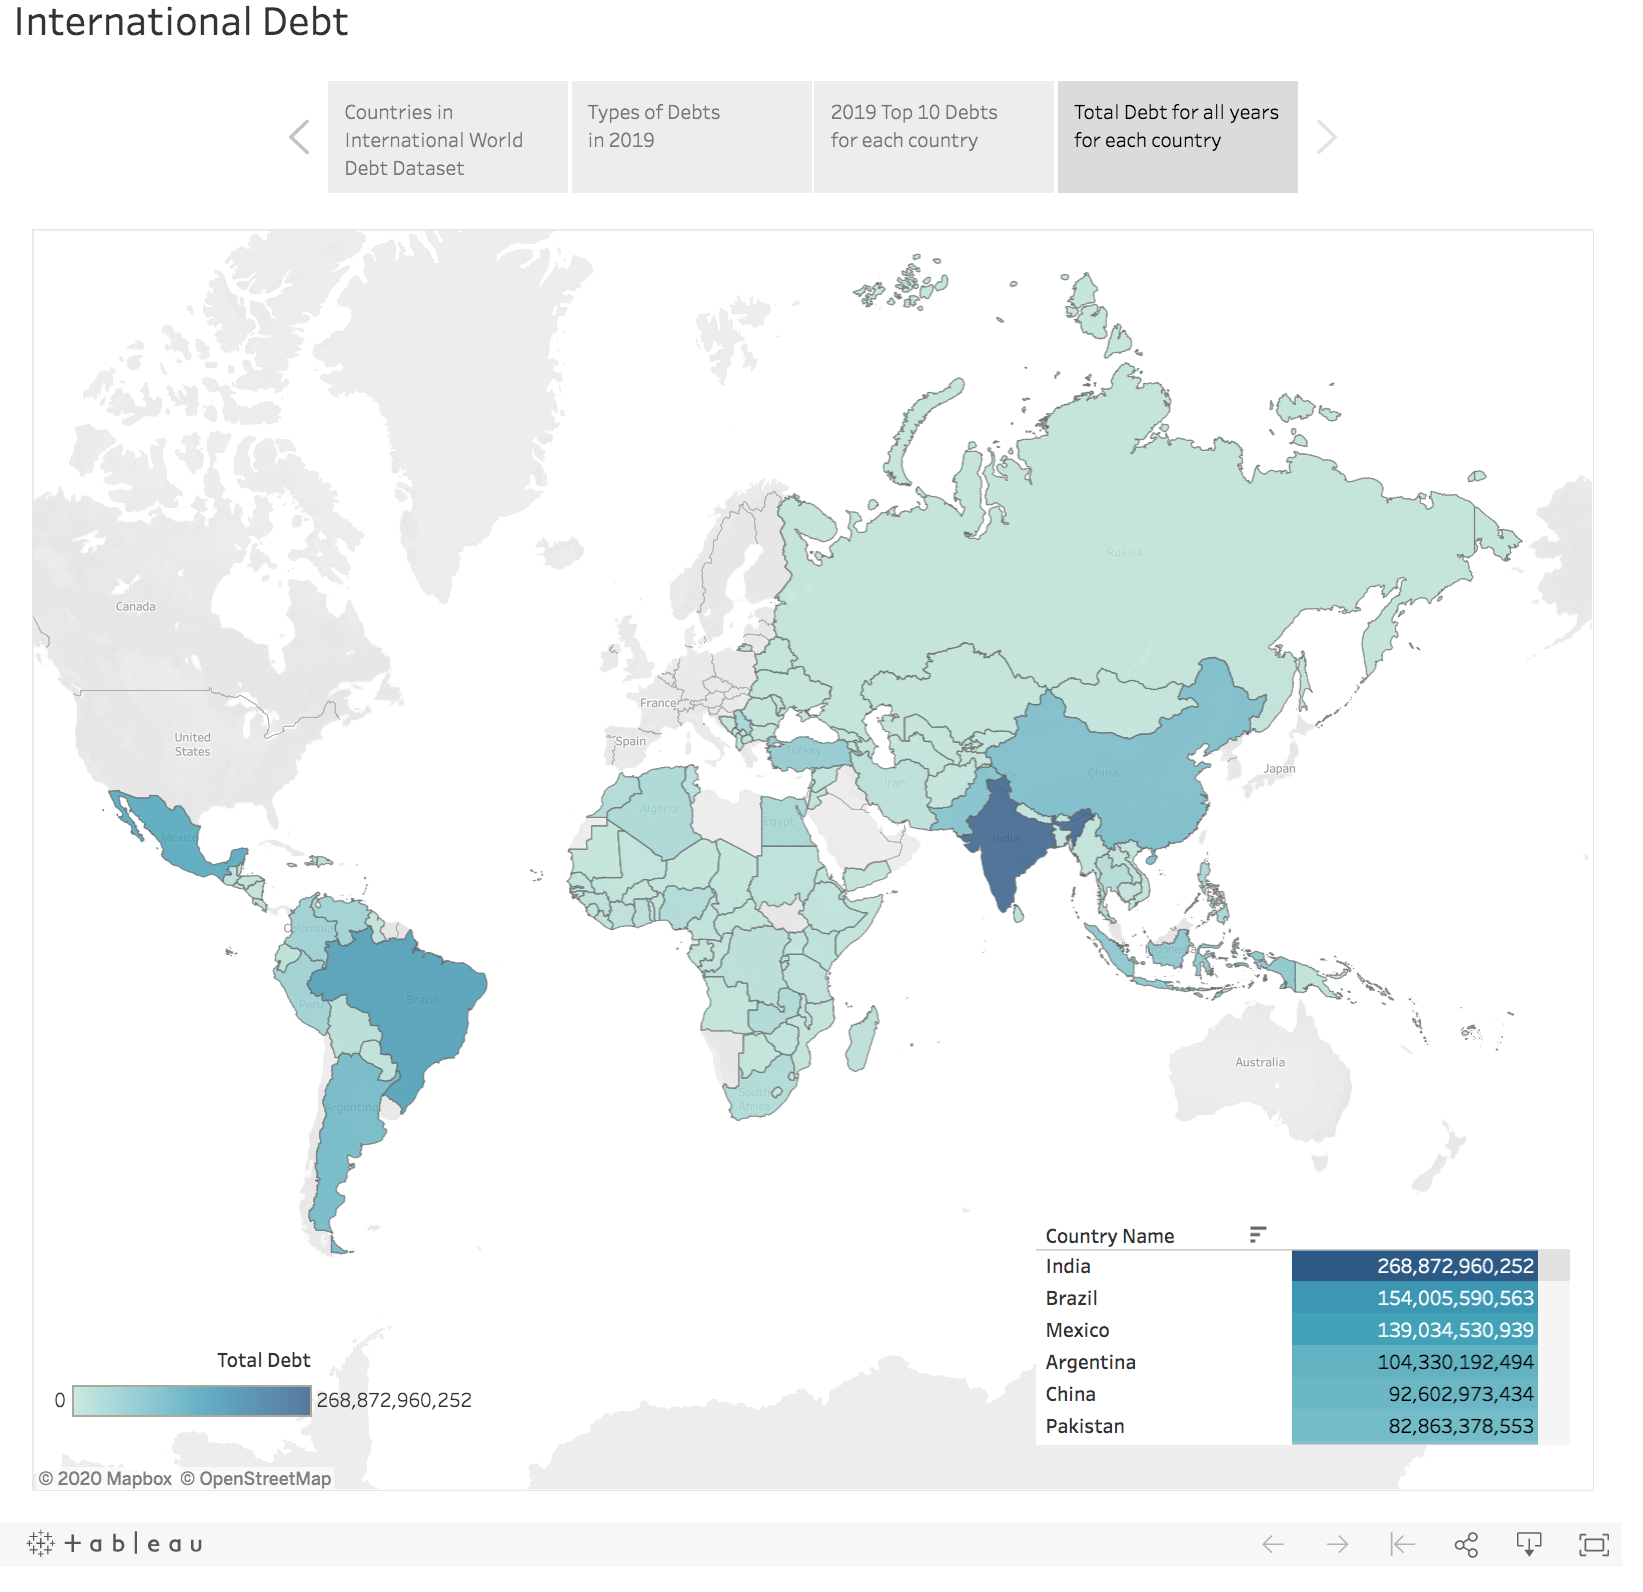 International Debt
Countries in
International World
Debt Dataset
Types of Debts
in 2019
2019 Top 10 Debts
for each country
Total Debt for all years
for each country
Russia
Canada
United
States
France
Spain
Turkey
Iran
China
Japan
Algeria
Egypt
India
Mexico
Colombia
Indonesia
Brazil
Peru
Australia
South
Africa
Argentina
Country Name
India 268,872,960,252
Brazil 154,005,590,563
Mexico 139,034,530,939
Argentina 104,330,192,494
China 92,602,973,434
Pakistan 82,863,378,553
Total Debt
0 268,872,960,252
© 2020 Mapbox © OpenStreetMap
+ableau